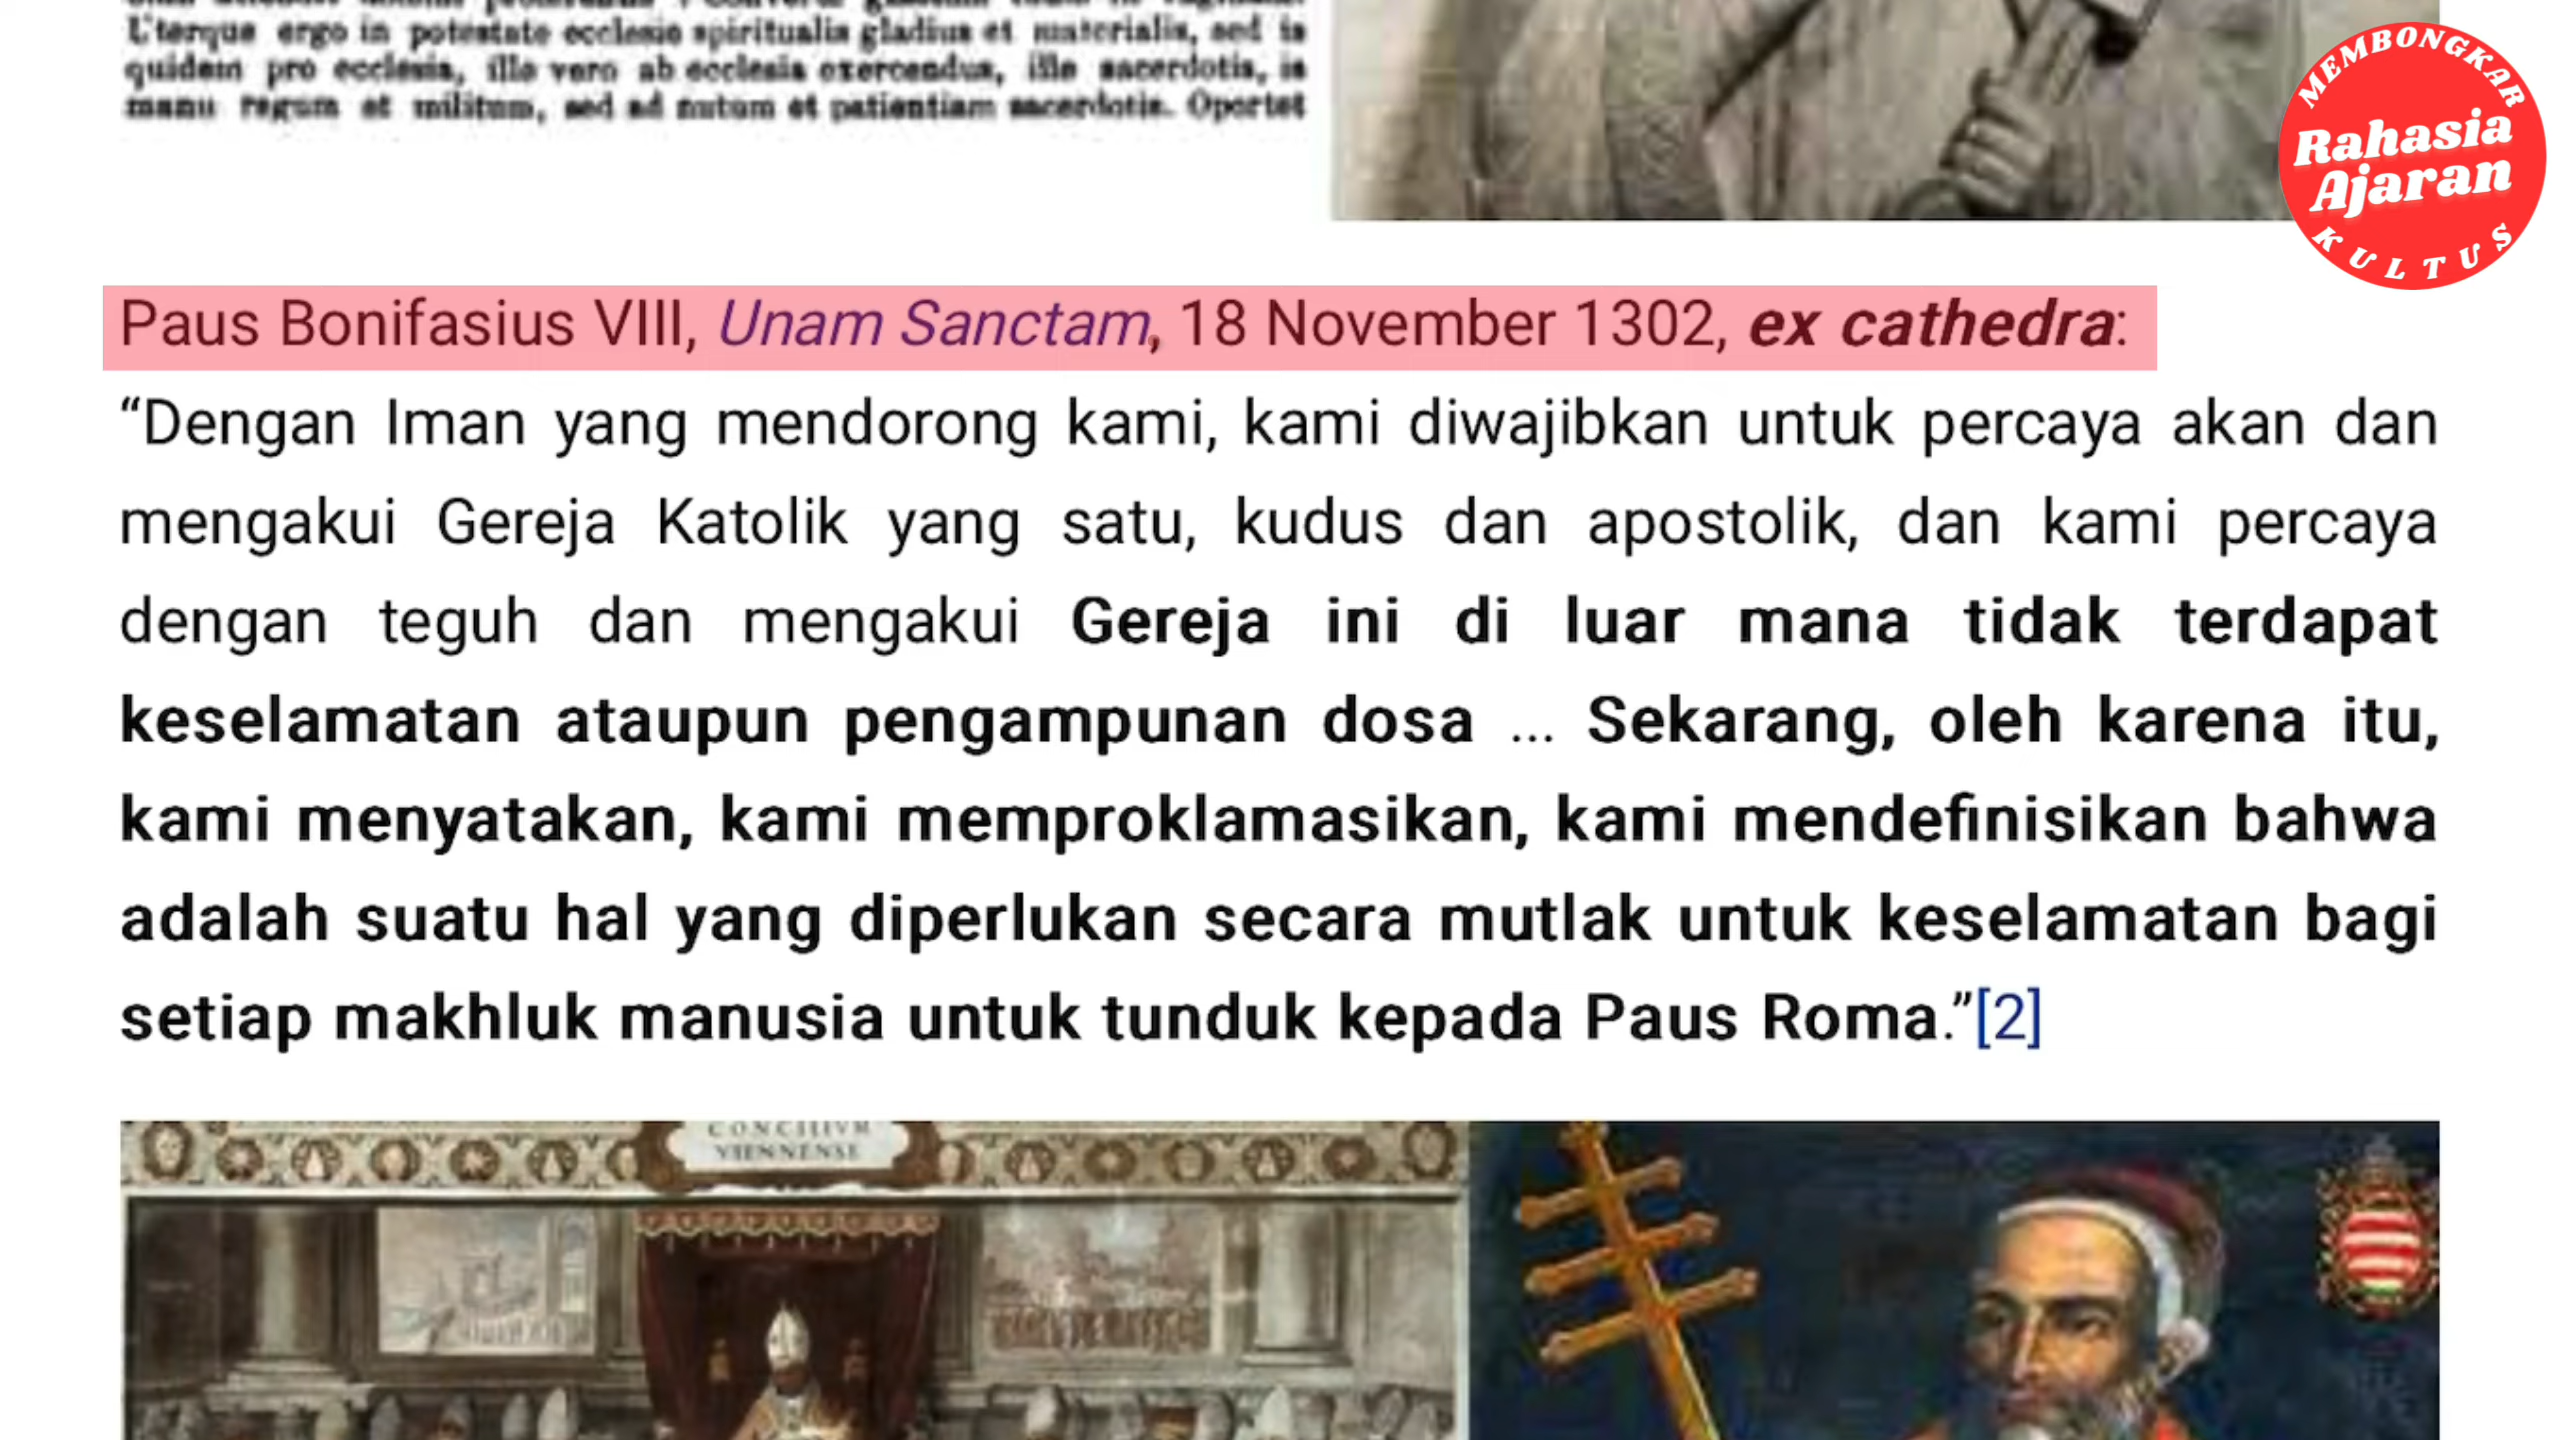 Uterque ergo in potestate ecclesie spiritualis gladius et materialis, sed is
quidem pro ecclesia, ille vero ab ecclesia exercendus, ille sacerdotis, is
manu regum et militum, sed ad nutum et patientiam sacerdotis. Oportet
MEMBONGKAR
Rahasia
Ajaran
KULTUS
Paus Bonifasius VIII, Unam Sanctam, 18 November 1302, ex cathedra:
“Dengan Iman yang mendorong kami, kami diwajibkan untuk percaya akan dan
mengakui Gereja Katolik yang satu, kudus dan apostolik, dan kami percaya
dengan teguh dan mengakui Gereja ini di luar mana tidak terdapat
keselamatan ataupun pengampunan dosa ... Sekarang, oleh karena itu,
kami menyatakan, kami memproklamasikan, kami mendefinisikan bahwa
adalah suatu hal yang diperlukan secara mutlak untuk keselamatan bagi
setiap makhluk manusia untuk tunduk kepada Paus Roma.”[2]
CONCILIVM
VIENNENSE